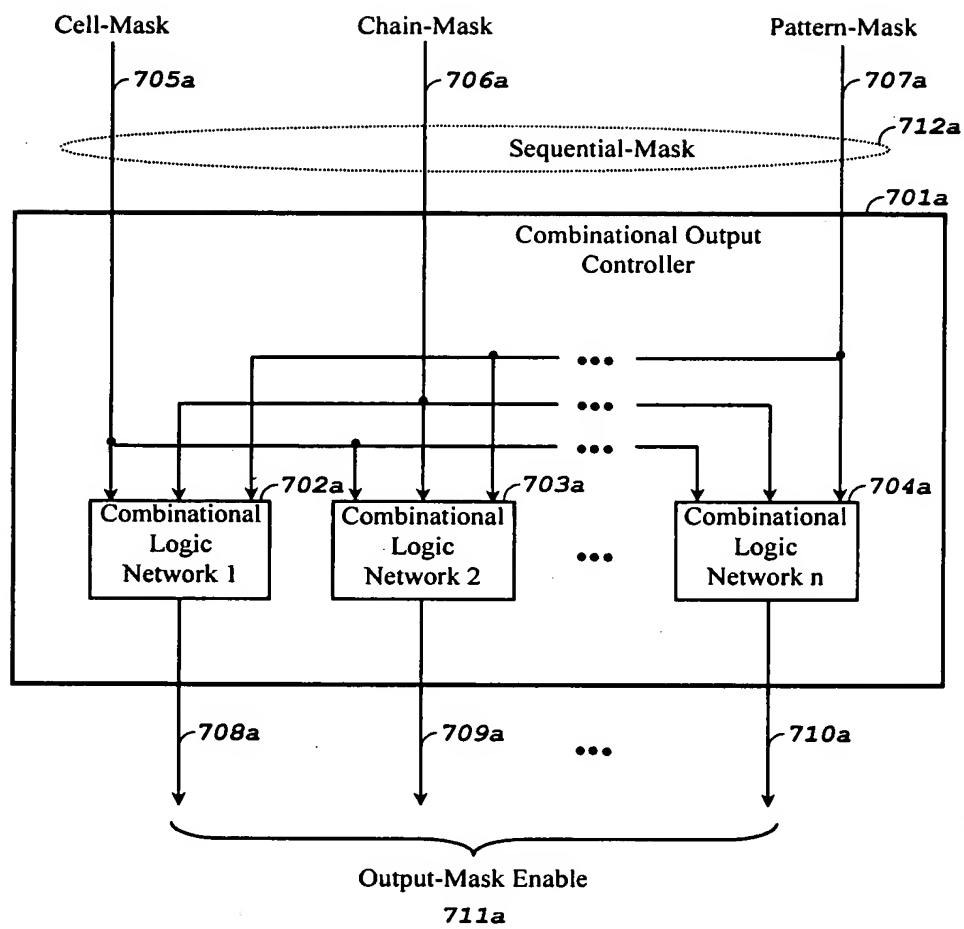 Cell-Mask Chain-Mask Pattern-Mask
705a 706a 707a
712a
Sequential-Mask
701a
Combinational Output
Controller
•••
•••
•••
702a 703a 704a
Combinational Combinational Combinational
Logic Logic ••• Logic
Network 1 Network 2 Network n
708a 709a ••• 710a
Output-Mask Enable
711a